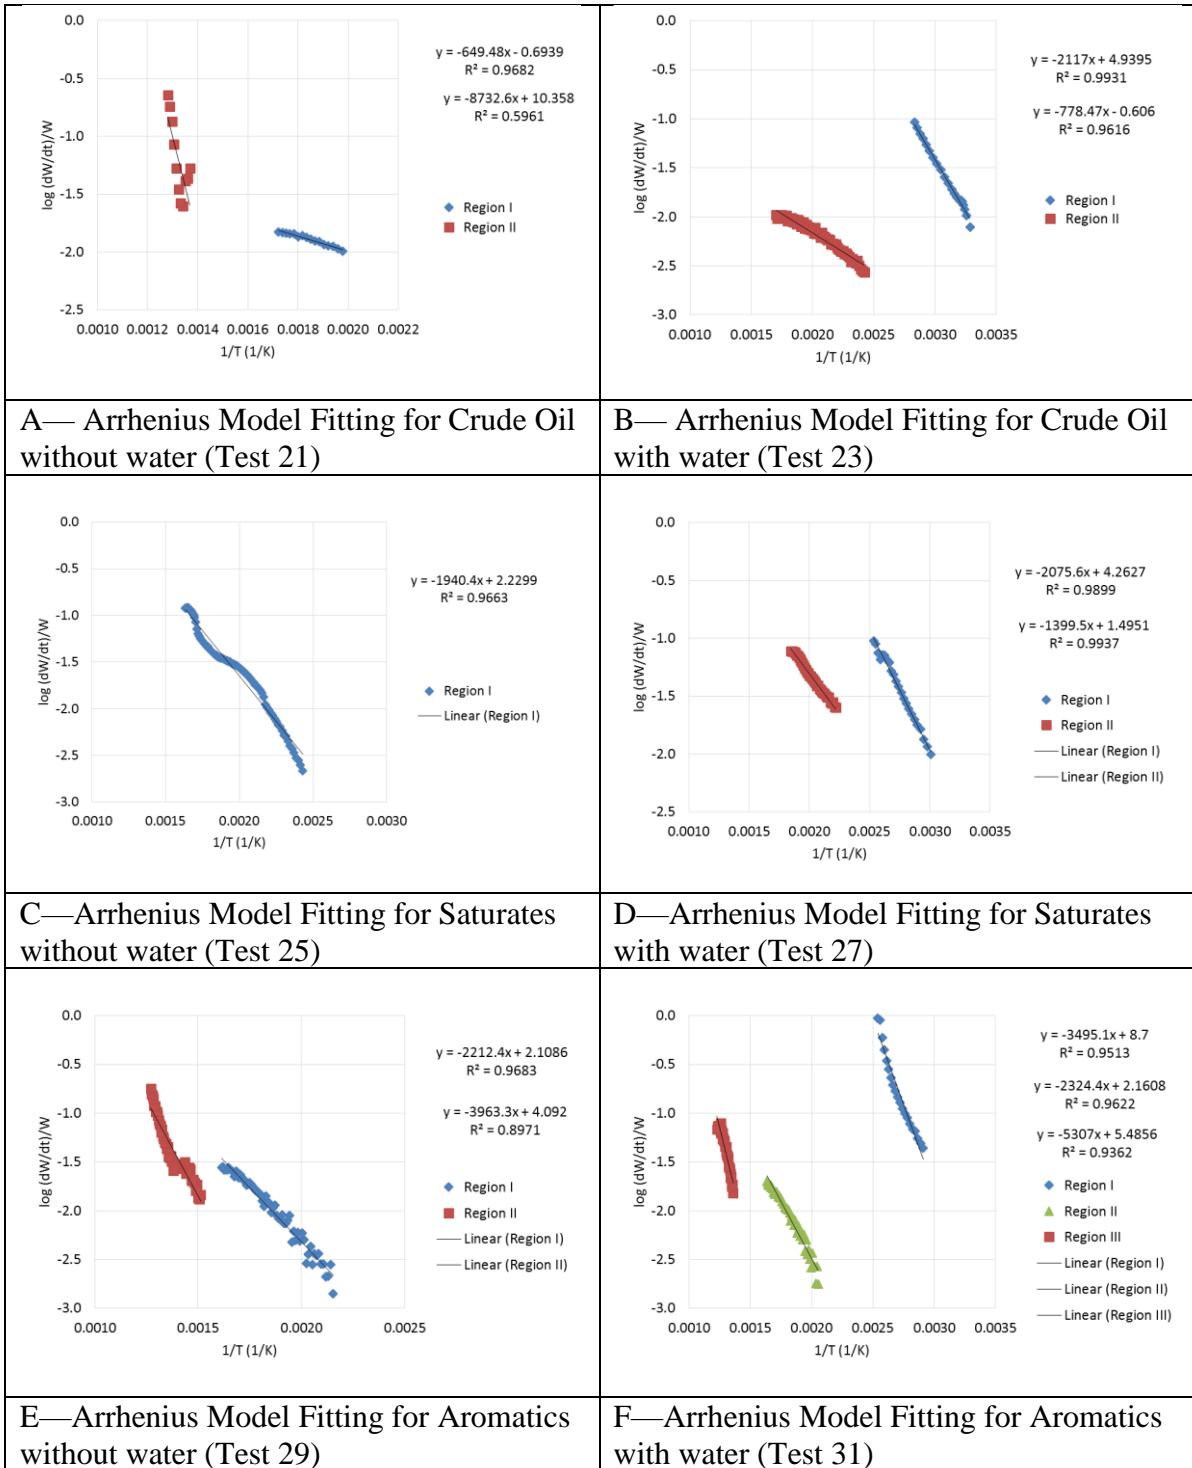 0.0
-0.5
-1.0
-1.5
-2.0
-2.5
log (dW/dt)/W
0.0010 0.0012 0.0014 0.0016 0.0018 0.0020 0.0022
1/T (1/K)
y = -649.48x - 0.6939
R² = 0.9682
y = -8732.6x + 10.358
R² = 0.5961
Region I
Region II
A— Arrhenius Model Fitting for Crude Oil
without water (Test 21)
0.0
-0.5
-1.0
-1.5
-2.0
-2.5
-3.0
log (dW/dt)/W
0.0010 0.0015 0.0020 0.0025 0.0030 0.0035
1/T (1/K)
y = -2117x + 4.9395
R² = 0.9931
y = -778.47x - 0.606
R² = 0.9616
Region I
Region II
B— Arrhenius Model Fitting for Crude Oil
with water (Test 23)
0.0
-0.5
-1.0
-1.5
-2.0
-2.5
-3.0
log (dW/dt)/W
0.0010 0.0015 0.0020 0.0025 0.0030
1/T (1/K)
y = -1940.4x + 2.2299
R² = 0.9663
Region I
Linear (Region I)
C—Arrhenius Model Fitting for Saturates
without water (Test 25)
0.0
-0.5
-1.0
-1.5
-2.0
-2.5
log (dW/dt)/W
0.0010 0.0015 0.0020 0.0025 0.0030 0.0035
1/T (1/K)
y = -2075.6x + 4.2627
R² = 0.9899
y = -1399.5x + 1.4951
R² = 0.9937
Region I
Region II
Linear (Region I)
Linear (Region II)
D—Arrhenius Model Fitting for Saturates
with water (Test 27)
0.0
-0.5
-1.0
-1.5
-2.0
-2.5
-3.0
log (dW/dt)/W
0.0010 0.0015 0.0020 0.0025
1/T (1/K)
y = -2212.4x + 2.1086
R² = 0.9683
y = -3963.3x + 4.092
R² = 0.8971
Region I
Region II
Linear (Region I)
Linear (Region II)
E—Arrhenius Model Fitting for Aromatics
without water (Test 29)
0.0
-0.5
-1.0
-1.5
-2.0
-2.5
-3.0
log (dW/dt)/W
0.0010 0.0015 0.0020 0.0025 0.0030 0.0035
1/T (1/K)
y = -3495.1x + 8.7
R² = 0.9513
y = -2324.4x + 2.1608
R² = 0.9622
y = -5307x + 5.4856
R² = 0.9362
Region I
Region II
Region III
Linear (Region I)
Linear (Region II)
Linear (Region III)
F—Arrhenius Model Fitting for Aromatics
with water (Test 31)